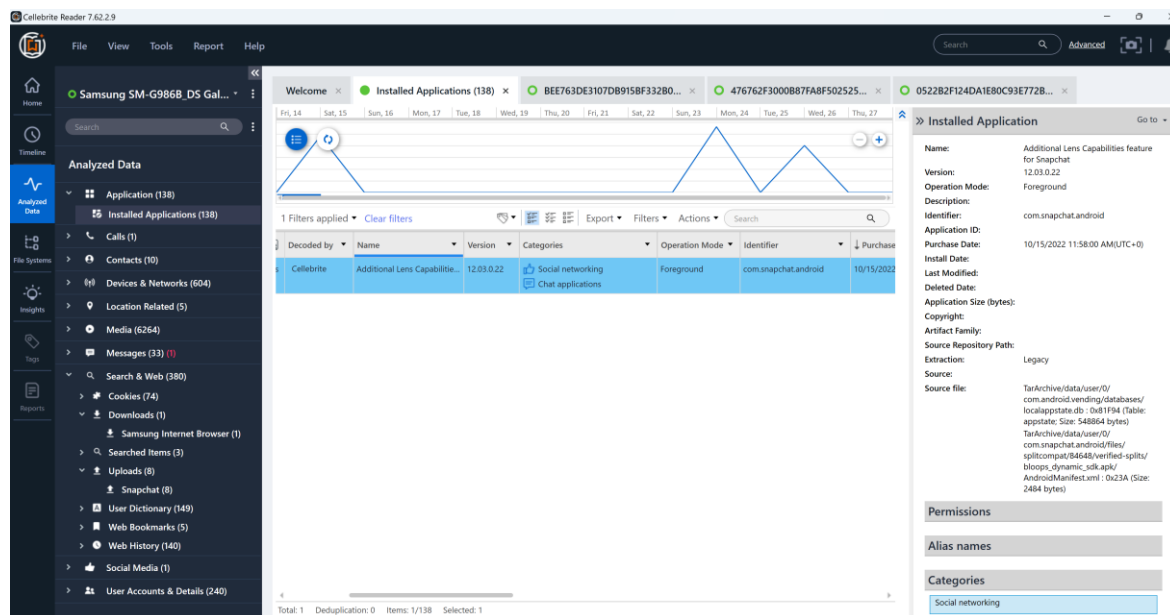 Cellebrite Reader 7.62.2.9
File View Tools Report Help
Search
Advanced
Home
Timeline
Analyzed
Data
File Systems
Insights
Tags
Reports
Samsung SM-G986B_DS Gal...
Search
Analyzed Data
Application (138)
Installed Applications (138)
Calls (1)
Contacts (10)
Devices & Networks (604)
Location Related (5)
Media (6264)
Messages (33) (1)
Search & Web (380)
Cookies (74)
Downloads (1)
Samsung Internet Browser (1)
Searched Items (3)
Uploads (8)
Snapchat (8)
User Dictionary (149)
Web Bookmarks (5)
Web History (140)
Social Media (1)
User Accounts & Details (240)
Welcome × Installed Applications (138) × BEE763DE3107DB915BF332B0... × 476762F3000B87FA8F502525... × 0522B2F124DA1E80C93E772B... ×
Fri, 14 Sat, 15 Sun, 16 Mon, 17 Tue, 18 Wed, 19 Thu, 20 Fri, 21 Sat, 22 Sun, 23 Mon, 24 Tue, 25 Wed, 26 Thu, 27
1 Filters applied Clear filters Export Filters Actions Search
Decoded by Name Version Categories Operation Mode Identifier ↓ Purchase
Cellebrite Additional Lens Capabilitie... 12.03.0.22 Social networking Foreground com.snapchat.android 10/15/2022
Chat applications
Total: 1 Deduplication: 0 Items: 1/138 Selected: 1
Installed Application Go to
Name: Additional Lens Capabilities feature
for Snapchat
Version: 12.03.0.22
Operation Mode: Foreground
Description:
Identifier: com.snapchat.android
Application ID:
Purchase Date: 10/15/2022 11:58:00 AM(UTC+0)
Install Date:
Last Modified:
Deleted Date:
Application Size (bytes):
Copyright:
Artifact Family:
Source Repository Path:
Extraction: Legacy
Source:
Source file: TarArchive/data/user/0/
com.android.vending/databases/
localappstate.db : 0x81F94 (Table:
appstate; Size: 548864 bytes)
TarArchive/data/user/0/
com.snapchat.android/files/
splitcompat/84648/verified-splits/
bloops_dynamic_sdk.apk/
AndroidManifest.xml : 0x23A (Size:
2484 bytes)
Permissions
Alias names
Categories
Social networking